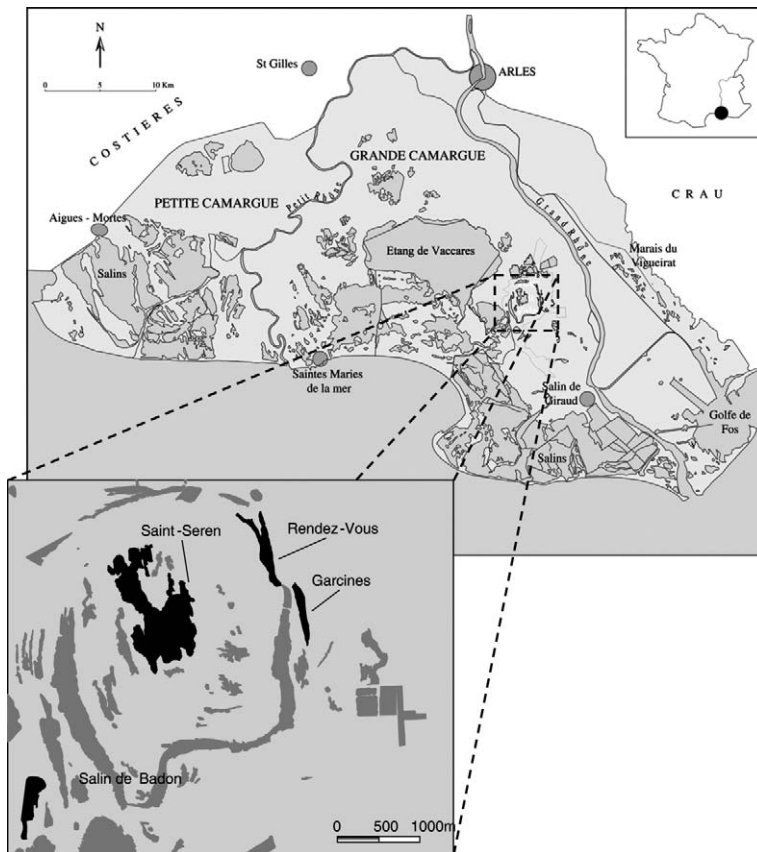 N
0 5 10 Km
St Gilles
ARLES
COSTIERES
GRANDE CAMARGUE
CRAU
PETITE CAMARGUE
Petit Rhône
Grand Rhône
Aigues - Mortes
Salins
Etang de Vaccares
Marais du
Vigueirat
Saintes Maries
de la mer
Salin de
Giraud
Golfe de
Fos
Salins
Saint-Seren
Rendez-Vous
Garcines
Salin de Badon
0 500 1000m